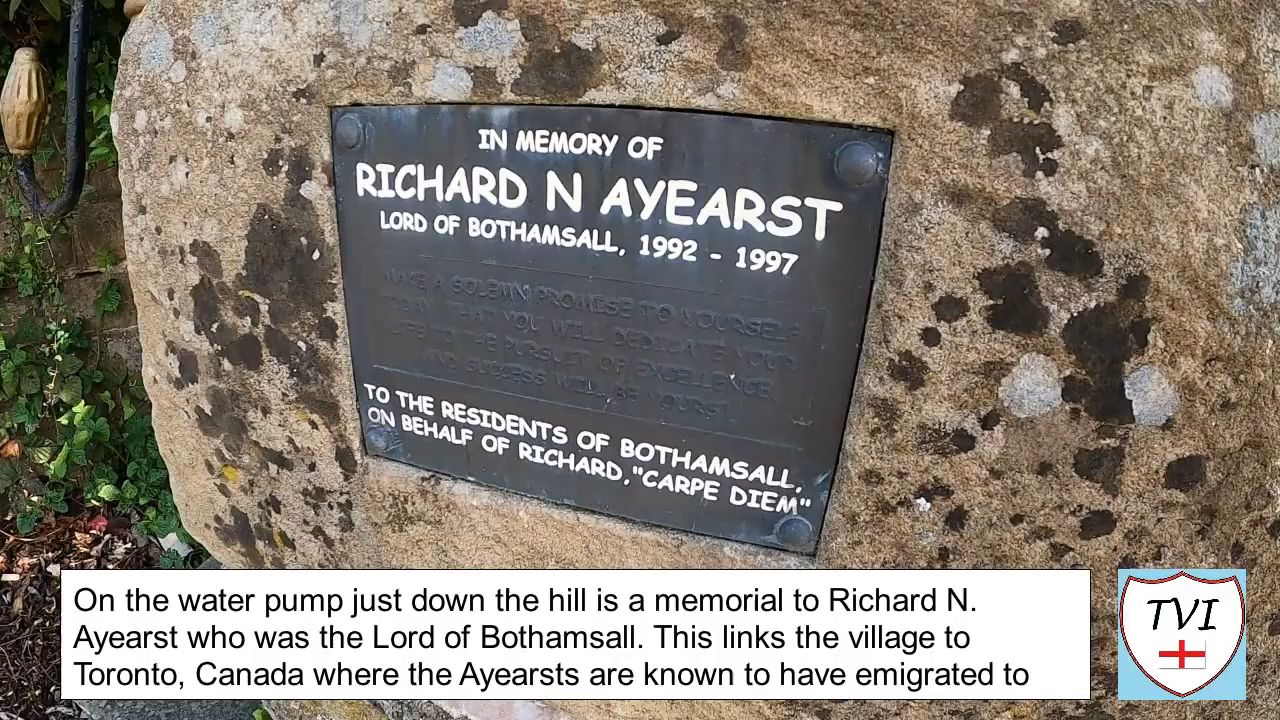 IN MEMORY OF
RICHARD N AYEARST
LORD OF BOTHAMSALL, 1992 - 1997
MAKE A SOLEMN PROMISE TO YOURSELF
THAT YOU WILL DEDICATE YOUR
LIFE TO THE PURSUIT OF EXCELLENCE
AND SUCCESS WILL BE YOURS
TO THE RESIDENTS OF BOTHAMSALL,
ON BEHALF OF RICHARD, "CARPE DIEM"
On the water pump just down the hill is a memorial to Richard N.
Ayearst who was the Lord of Bothamsall. This links the village to
Toronto, Canada where the Ayearsts are known to have emigrated to
TVI